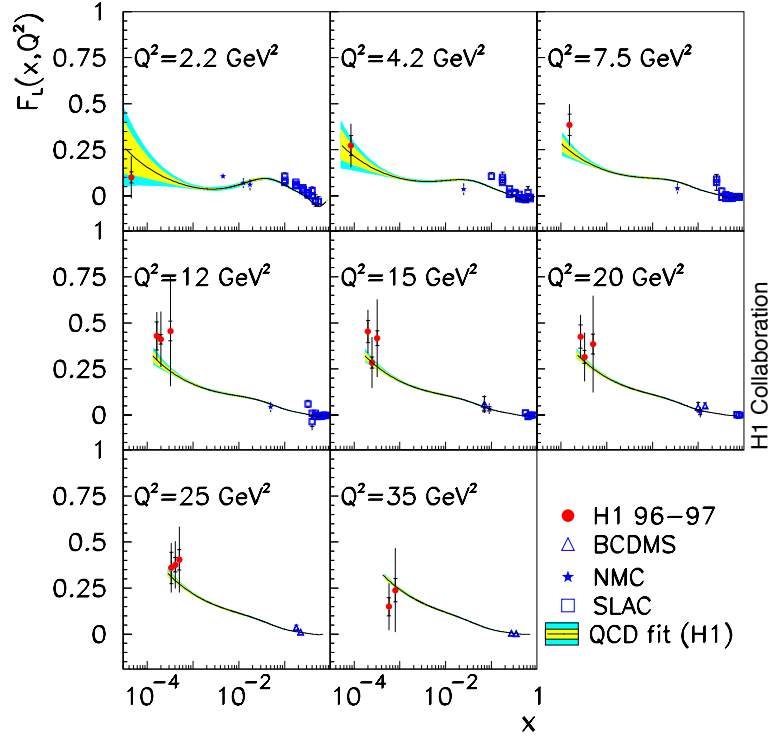 F_L(x,Q²)
1
0.75
0.5
0.25
0
Q²=2.2 GeV²
Q²=4.2 GeV²
Q²=7.5 GeV²
1
0.75
0.5
0.25
0
Q²=12 GeV²
Q²=15 GeV²
Q²=20 GeV²
1
0.75
0.5
0.25
0
Q²=25 GeV²
Q²=35 GeV²
H1 96−97
BCDMS
NMC
SLAC
QCD fit (H1)
10⁻⁴ 10⁻² 10⁻⁴ 10⁻² 1
x
H1 Collaboration